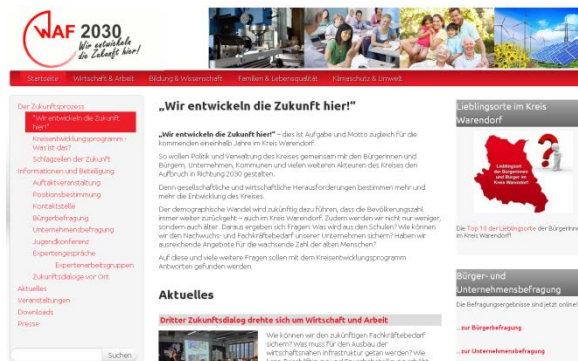 WAF 2030
Wir entwickeln
die Zukunft hier!
Startseite Wirtschaft & Arbeit Bildung & Wissenschaft Familien & Lebensqualität Klimaschutz & Umwelt
Der Zukunftsprozess
"Wir entwickeln die Zukunft
hier!"
Kreisentwicklungsprogramm -
Was ist das?
Schlagzeilen der Zukunft
Informationen und Beteiligung
Auftaktveranstaltung
Positionsbestimmung
Kontaktstelle
Bürgerbefragung
Unternehmensbefragung
Jugendkonferenz
Expertengespräche
Expertenarbeitsgruppen
Zukunftsdialoge vor Ort
Aktuelles
Veranstaltungen
Downloads
Presse
Suchen
„Wir entwickeln die Zukunft hier!"
„Wir entwickeln die Zukunft hier!" – dies ist Aufgabe und Motto zugleich für die
kommenden eineinhalb Jahre im Kreis Warendorf.
So wollen Politik und Verwaltung des Kreises gemeinsam mit den Bürgerinnen und
Bürgern, Unternehmen, Kommunen und vielen weiteren Akteuren des Kreises den
Aufbruch in Richtung 2030 gestalten.
Denn gesellschaftliche und wirtschaftliche Herausforderungen bestimmen mehr und
mehr die Entwicklung des Kreises.
Der demographische Wandel wird zukünftig dazu führen, dass die Bevölkerungszahl
immer weiter zurückgeht – auch im Kreis Warendorf. Zudem werden wir nicht nur weniger,
sondern auch älter. Daraus ergeben sich Fragen: Was wird aus den Schulen? Wie können
wir den Nachwuchs- und Fachkräftebedarf unserer Unternehmen sichern? Haben wir
ausreichende Angebote für die wachsende Zahl der alten Menschen?
Auf diese und viele weitere Fragen sollen mit dem Kreisentwicklungsprogramm
Antworten gefunden werden.
Aktuelles
Dritter Zukunftsdialog drehte sich um Wirtschaft und Arbeit
Wie können wir den zukünftigen Fachkräftebedarf
sichern? Was muss für den Ausbau der
wirtschaftsnahen Infrastruktur getan werden? Wie
Lieblingsorte im Kreis
Warendorf
Lieblingsort
der Bürgerinnen
und Bürger im
Kreis Warendorf
Die Top 10 der Lieblingsorte der Bürgerinnen
im Kreis Warendorf!
Bürger- und
Unternehmensbefragung
Die Befragungsergebnisse sind jetzt online!
...zur Bürgerbefragung
...zur Unternehmensbefragung